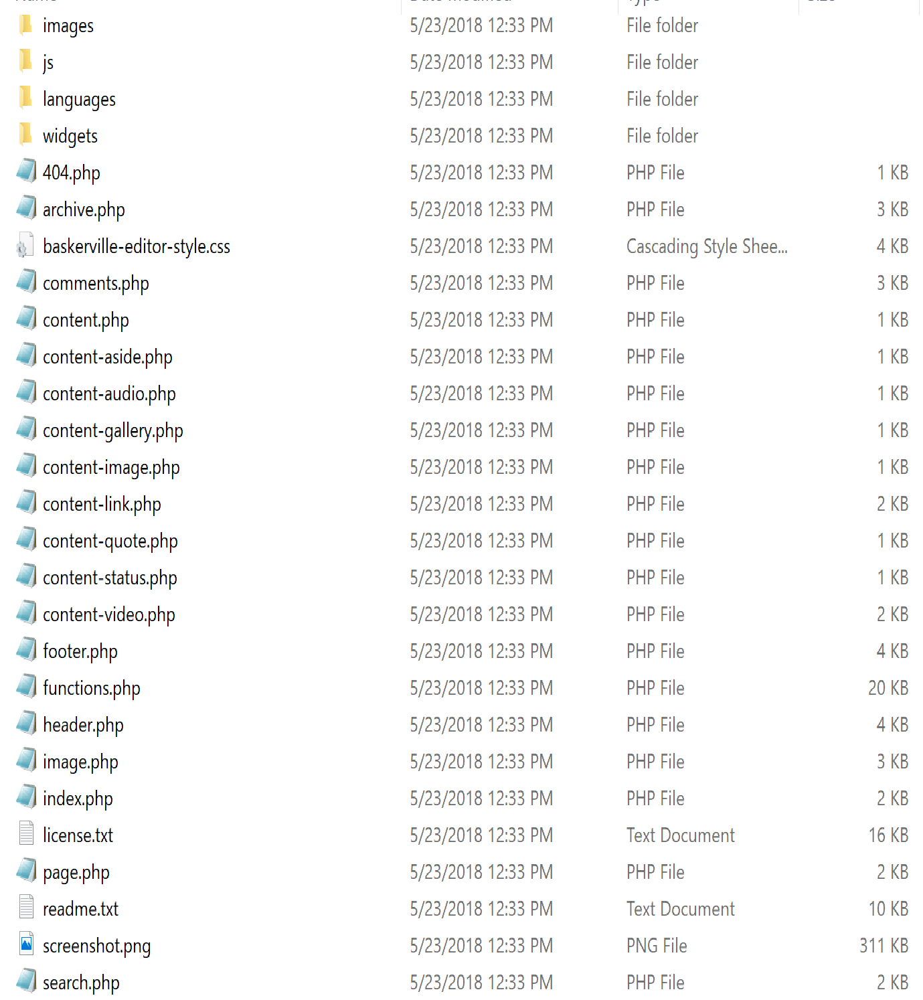 images 5/23/2018 12:33 PM File folder
js 5/23/2018 12:33 PM File folder
languages 5/23/2018 12:33 PM File folder
widgets 5/23/2018 12:33 PM File folder
404.php 5/23/2018 12:33 PM PHP File 1 KB
archive.php 5/23/2018 12:33 PM PHP File 3 KB
baskerville-editor-style.css 5/23/2018 12:33 PM Cascading Style Shee... 4 KB
comments.php 5/23/2018 12:33 PM PHP File 3 KB
content.php 5/23/2018 12:33 PM PHP File 1 KB
content-aside.php 5/23/2018 12:33 PM PHP File 1 KB
content-audio.php 5/23/2018 12:33 PM PHP File 1 KB
content-gallery.php 5/23/2018 12:33 PM PHP File 1 KB
content-image.php 5/23/2018 12:33 PM PHP File 1 KB
content-link.php 5/23/2018 12:33 PM PHP File 2 KB
content-quote.php 5/23/2018 12:33 PM PHP File 1 KB
content-status.php 5/23/2018 12:33 PM PHP File 1 KB
content-video.php 5/23/2018 12:33 PM PHP File 2 KB
footer.php 5/23/2018 12:33 PM PHP File 4 KB
functions.php 5/23/2018 12:33 PM PHP File 20 KB
header.php 5/23/2018 12:33 PM PHP File 4 KB
image.php 5/23/2018 12:33 PM PHP File 3 KB
index.php 5/23/2018 12:33 PM PHP File 2 KB
license.txt 5/23/2018 12:33 PM Text Document 16 KB
page.php 5/23/2018 12:33 PM PHP File 2 KB
readme.txt 5/23/2018 12:33 PM Text Document 10 KB
screenshot.png 5/23/2018 12:33 PM PNG File 311 KB
search.php 5/23/2018 12:33 PM PHP File 2 KB